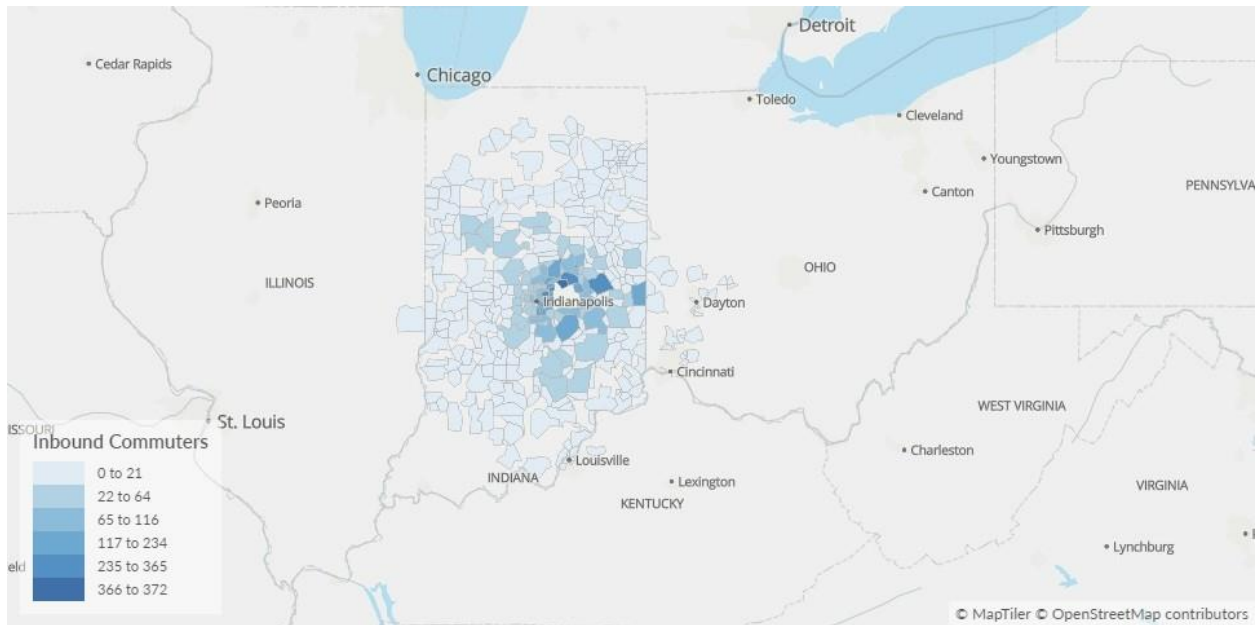 Detroit
Cedar Rapids
Chicago
Toledo
Cleveland
Youngstown
Canton
PENNSYLVA
Peoria
Pittsburgh
OHIO
ILLINOIS
Indianapolis
Dayton
Cincinnati
WEST VIRGINIA
St. Louis
ISSOURI
Inbound Commuters
Charleston
Louisville
0 to 21
INDIANA
Lexington
VIRGINIA
22 to 64
KENTUCKY
65 to 116
117 to 234
Lynchburg
235 to 365
eld
366 to 372
© MapTiler © OpenStreetMap contributors